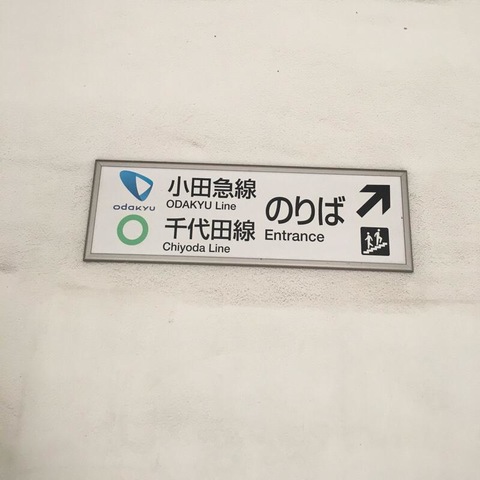 odakyu
小田急線
ODAKYU Line
千代田線
Chiyoda Line
のりば
Entrance